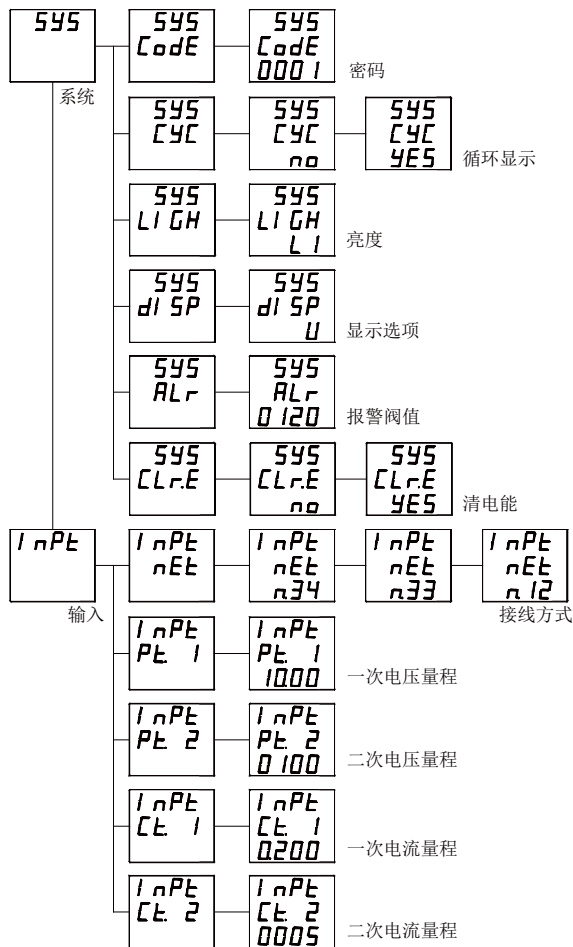 SYS
SYS
CodE
SYS
CodE
0001
密码
系统
SYS
CYC
SYS
CYC
no
SYS
CYC
YES
循环显示
SYS
LIGH
SYS
LIGH
L1
亮度
SYS
dISP
SYS
dISP
U
显示选项
SYS
ALr
SYS
ALr
0120
报警阀值
SYS
CLr.E
SYS
CLr.E
no
SYS
CLr.E
YES
清电能
InPt
InPt
nEt
InPt
nEt
n.34
InPt
nEt
n.33
InPt
nEt
n.12
输入
接线方式
InPt
Pt. 1
InPt
Pt. 1
10.00
一次电压量程
InPt
Pt. 2
InPt
Pt. 2
0100
二次电压量程
InPt
Ct. 1
InPt
Ct. 1
0.200
一次电流量程
InPt
Ct. 2
InPt
Ct. 2
0005
二次电流量程